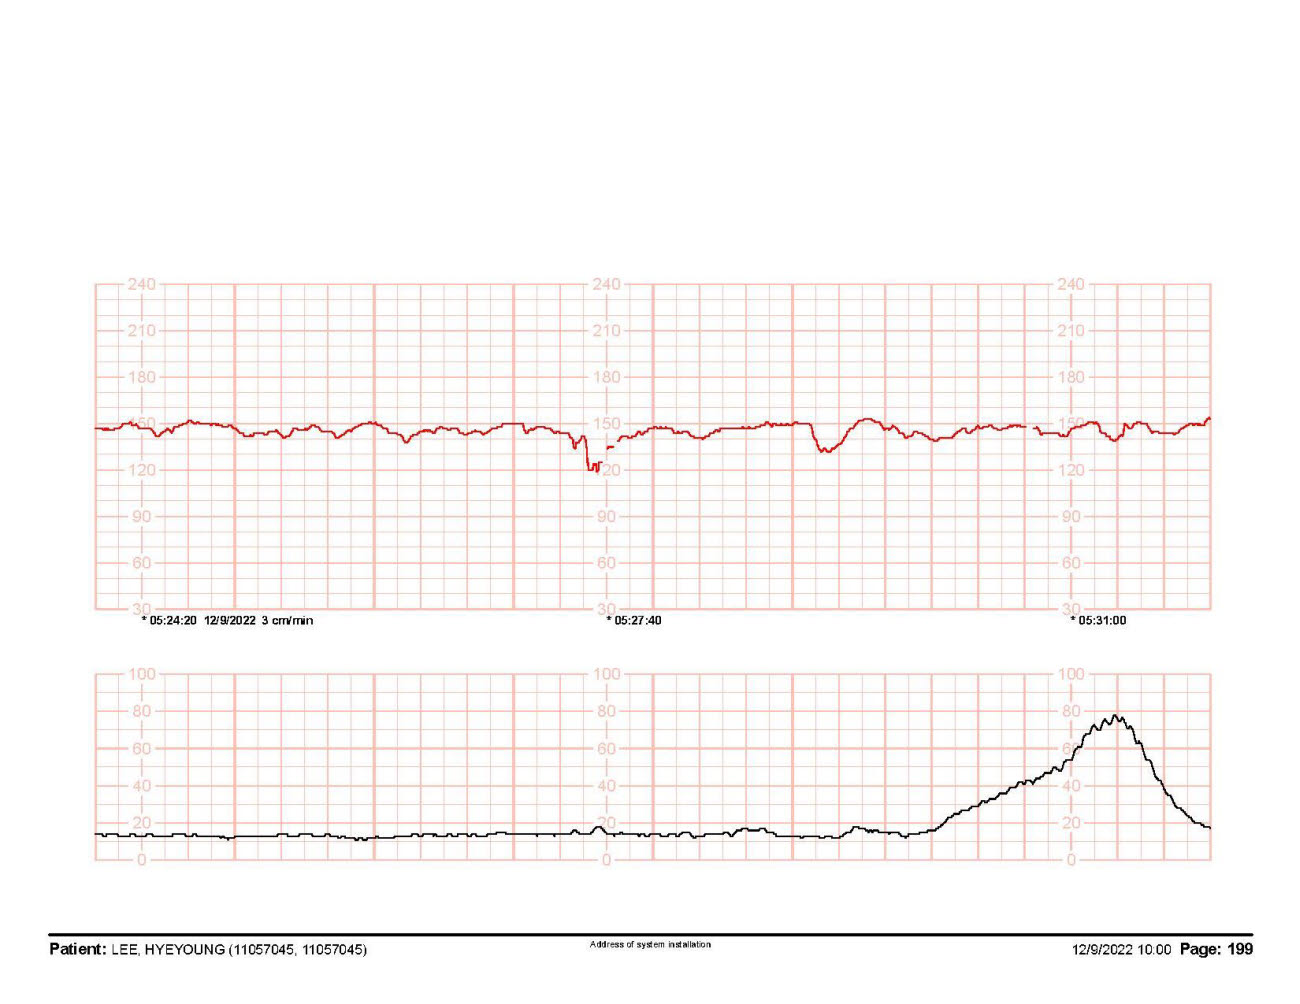 240 240 240
210 210 210
180 180 180
150 150 150
120 120 120
90 90 90
60 60 60
30 30 30
* 05:24:20 12/9/2022 3 cm/min * 05:27:40 * 05:31:00
100 100 100
80 80 80
60 60 60
40 40 40
20 20 20
0 0 0
Patient: LEE, HYEYOUNG (11057045, 11057045) Address of system installation 12/9/2022 10:00 Page: 199